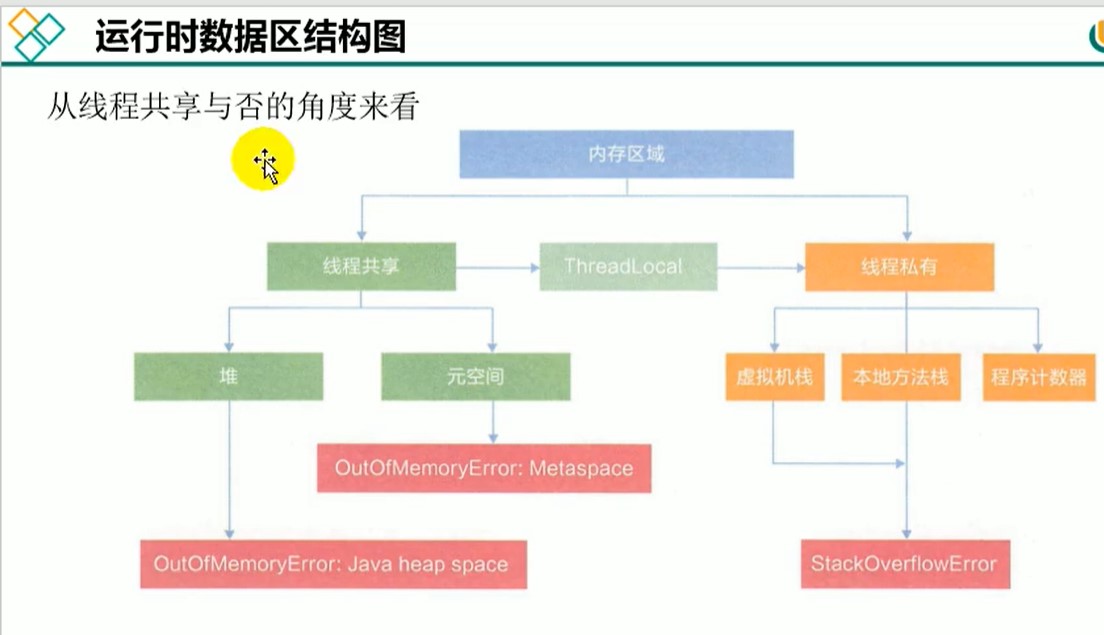 运行时数据区结构图
从线程共享与否的角度来看
内存区域
线程共享
ThreadLocal
线程私有
堆
元空间
虚拟机栈
本地方法栈
程序计数器
OutOfMemoryError: Metaspace
OutOfMemoryError: Java heap space
StackOverflowError